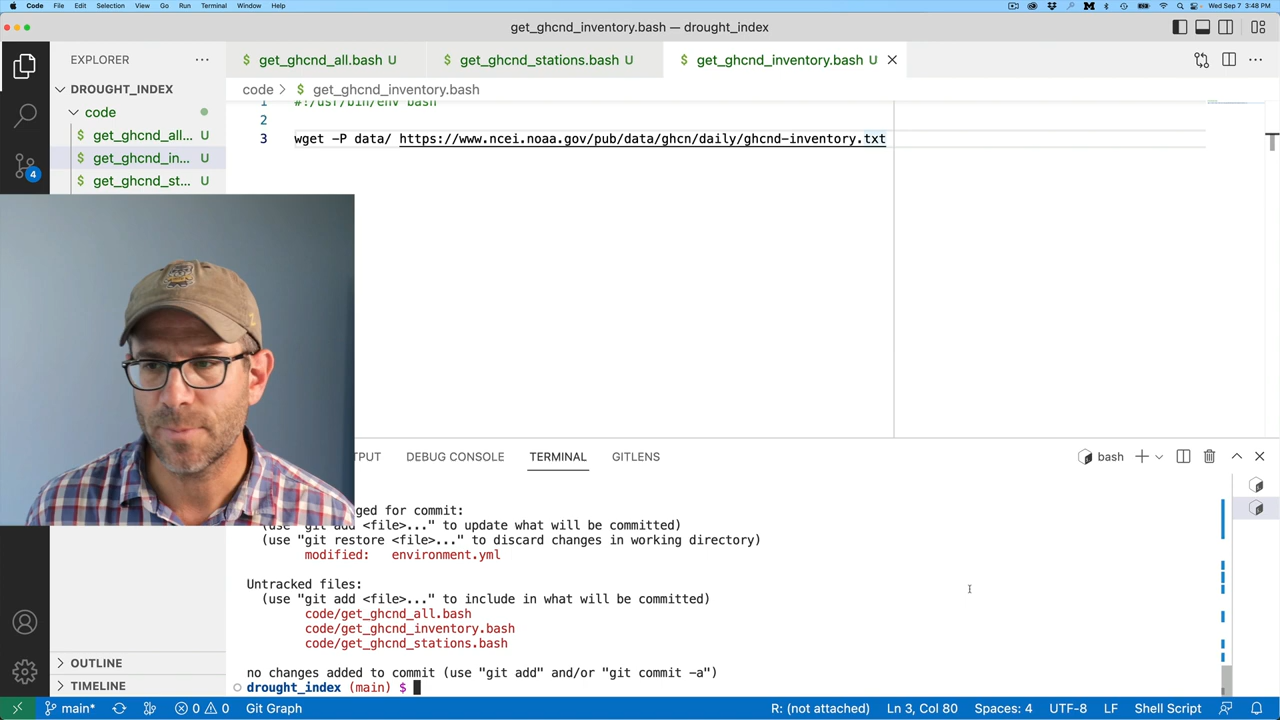 Code File Edit Selection View Go Run Terminal Window Help Wed Sep 7 3:48 PM
get_ghcnd_inventory.bash — drought_index
EXPLORER
$ get_ghcnd_all.bash U
$ get_ghcnd_stations.bash U
$ get_ghcnd_inventory.bash U
DROUGHT_INDEX
code
$ get_ghcnd_all... U
$ get_ghcnd_in... U
$ get_ghcnd_st... U
4
code > get_ghcnd_inventory.bash
1 #!/usr/bin/env bash
2
3 wget -P data/ https://www.ncei.noaa.gov/pub/data/ghcn/daily/ghcnd-inventory.txt
TPUT DEBUG CONSOLE TERMINAL GITLENS
bash
ged for commit:
(use "git add <file>..." to update what will be committed)
(use "git restore <file>..." to discard changes in working directory)
modified: environment.yml
Untracked files:
(use "git add <file>..." to include in what will be committed)
code/get_ghcnd_all.bash
code/get_ghcnd_inventory.bash
code/get_ghcnd_stations.bash
no changes added to commit (use "git add" and/or "git commit -a")
drought_index (main) $
OUTLINE
TIMELINE
main* 0 0 Git Graph R: (not attached) Ln 3, Col 80 Spaces: 4 UTF-8 LF Shell Script